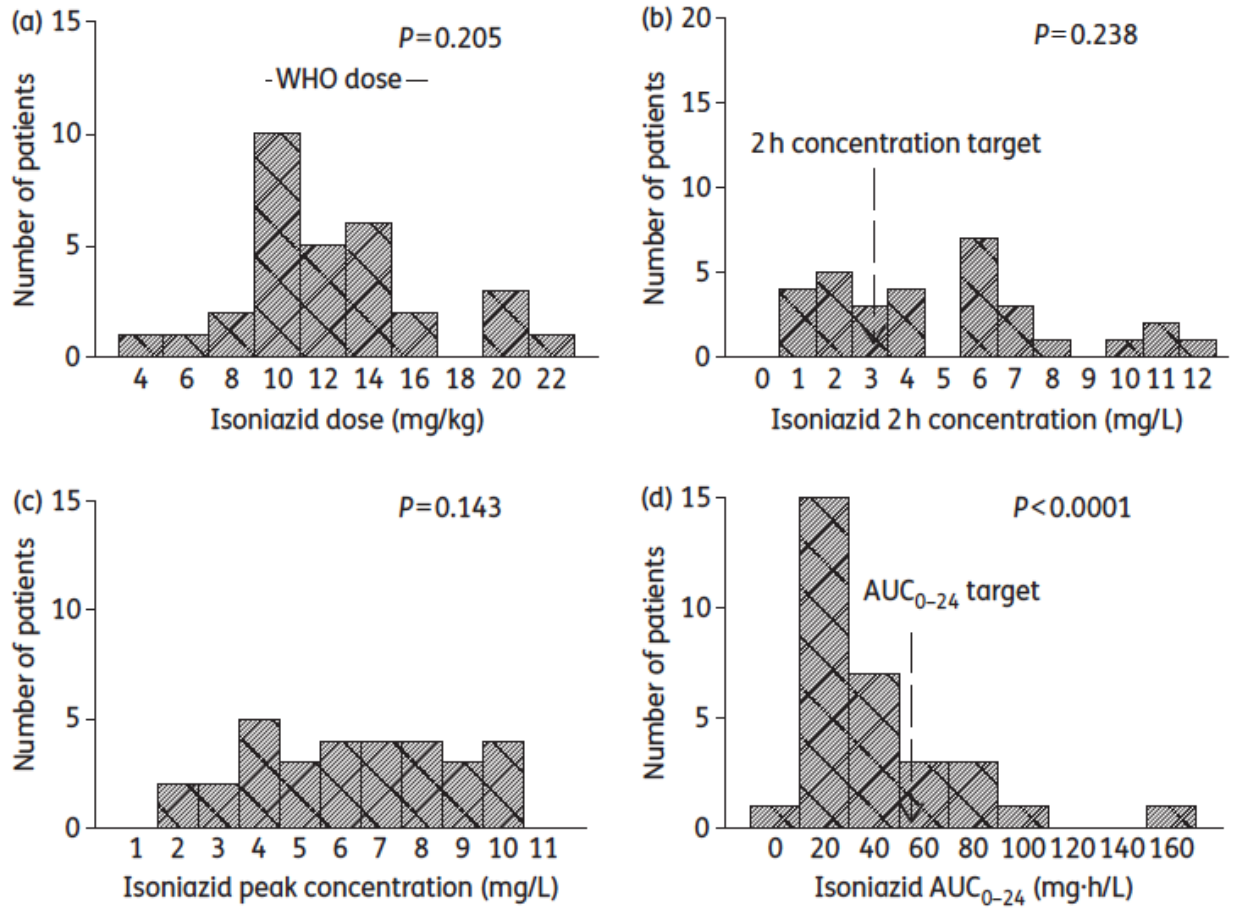 (a)
15
10
5
0
Number of patients
P=0.205
WHO dose
4 6 8 10 12 14 16 18 20 22
Isoniazid dose (mg/kg)
(b)
20
15
10
5
0
Number of patients
P=0.238
2 h concentration target
0 1 2 3 4 5 6 7 8 9 10 11 12
Isoniazid 2 h concentration (mg/L)
(c)
15
10
5
0
Number of patients
P=0.143
1 2 3 4 5 6 7 8 9 10 11
Isoniazid peak concentration (mg/L)
(d)
15
10
5
0
Number of patients
P<0.0001
AUC₀₋₂₄ target
0 20 40 60 80 100 120 140 160
Isoniazid AUC₀₋₂₄ (mg·h/L)